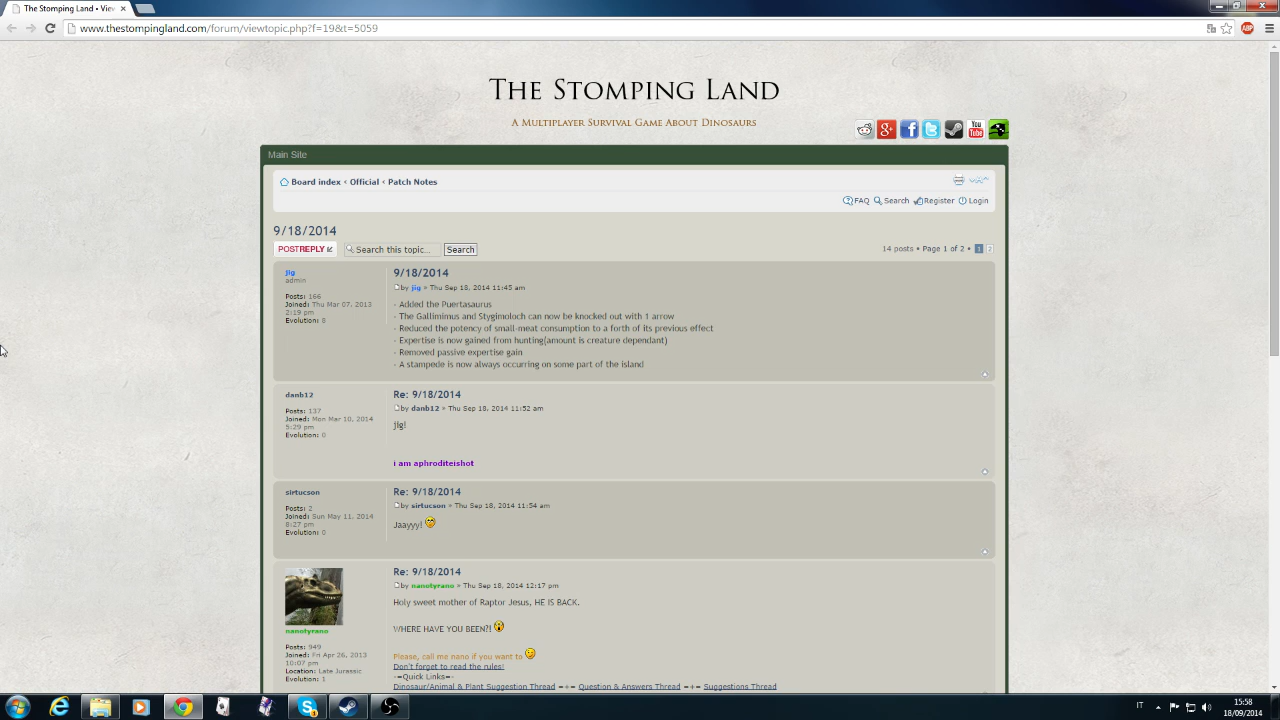 The Stomping Land • View
www.thestompingland.com/forum/viewtopic.php?f=19&t=5059
ABP
THE STOMPING LAND
A MULTIPLAYER SURVIVAL GAME ABOUT DINOSAURS
You Tube
Main Site
Board index ‹ Official ‹ Patch Notes
FAQ Search Register Login
9/18/2014
POSTREPLY Search this topic... Search
14 posts • Page 1 of 2 • 1 2
jig
admin
Posts: 166
Joined: Thu Mar 07, 2013
2:19 pm
Evolution: 8
9/18/2014
by jig » Thu Sep 18, 2014 11:45 am
- Added the Puertasaurus
- The Gallimimus and Stygimoloch can now be knocked out with 1 arrow
- Reduced the potency of small-meat consumption to a forth of its previous effect
- Expertise is now gained from hunting(amount is creature dependant)
- Removed passive expertise gain
- A stampede is now always occurring on some part of the island
danb12
Posts: 137
Joined: Mon Mar 10, 2014
5:29 pm
Evolution: 0
Re: 9/18/2014
by danb12 » Thu Sep 18, 2014 11:52 am
jig!
i am aphroditeishot
sirtucson
Posts: 2
Joined: Sun May 11, 2014
8:27 pm
Evolution: 0
Re: 9/18/2014
by sirtucson » Thu Sep 18, 2014 11:54 am
Jaayyy!
nanotyrano
Posts: 949
Joined: Fri Apr 26, 2013
10:07 pm
Location: Late Jurassic
Evolution: 1
Re: 9/18/2014
by nanotyrano » Thu Sep 18, 2014 12:17 pm
Holy sweet mother of Raptor Jesus, HE IS BACK.
WHERE HAVE YOU BEEN?!
Please, call me nano if you want to
Don't forget to read the rules!
-=Quick Links=-
Dinosaur/Animal & Plant Suggestion Thread =+= Question & Answers Thread =+= Suggestions Thread
IT
15:58
18/09/2014